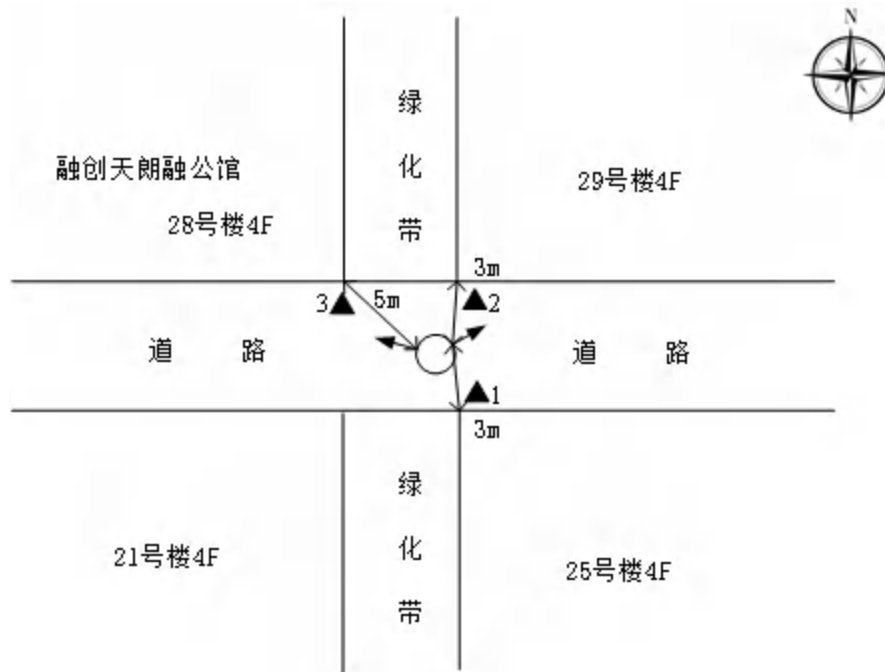 N
绿
化
带
融创天朗融公馆
28号楼4F
29号楼4F
3m
3
5m
2
道 路
道 路
1
3m
绿
化
带
21号楼4F
25号楼4F